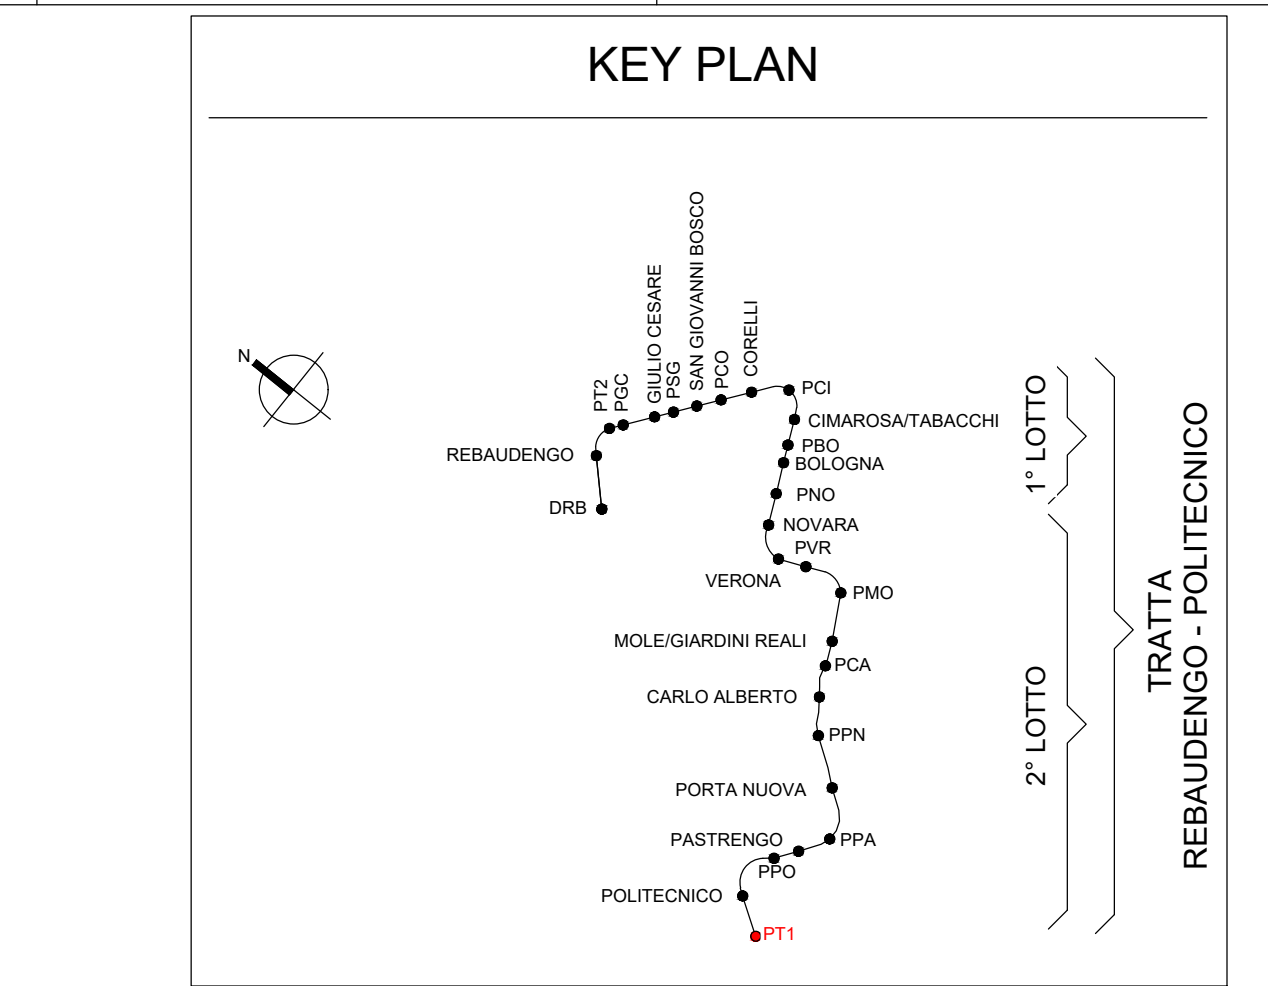 KEY PLAN
N
PT2
PGC
GIULIO CESARE
PSG
SAN GIOVANNI BOSCO
PCO
CORELLI
PCI
CIMAROSA/TABACCHI
REBAUDENGO
PBO
BOLOGNA
DRB
PNO
NOVARA
PVR
VERONA
PMO
MOLE/GIARDINI REALI
PCA
CARLO ALBERTO
PPN
PORTA NUOVA
PASTRENGO
PPA
PPO
POLITECNICO
PT1
1° LOTTO
2° LOTTO
TRATTA
REBAUDENGO - POLITECNICO